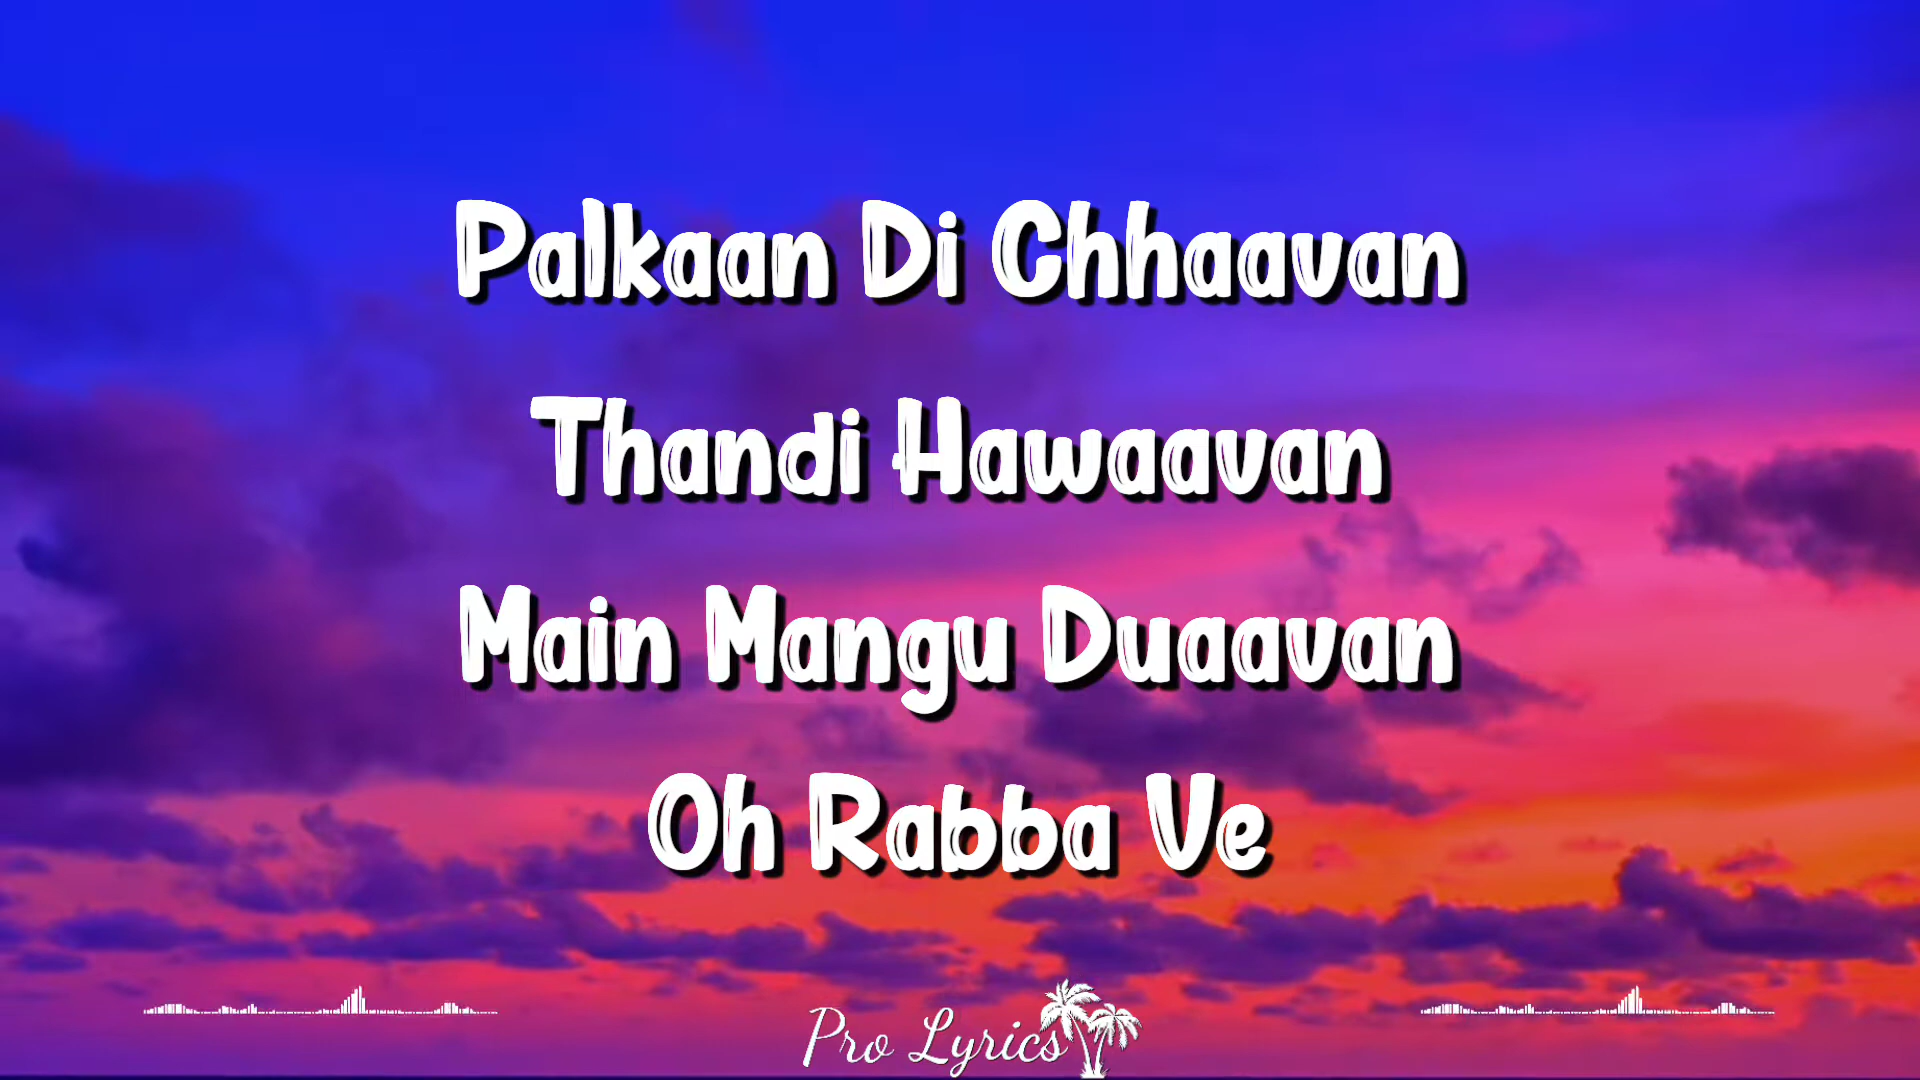 Palkaan Di Chhaavan
Thandi Hawaavan
Main Mangu Duaavan
Oh Rabba Ve
Pro Lyrics